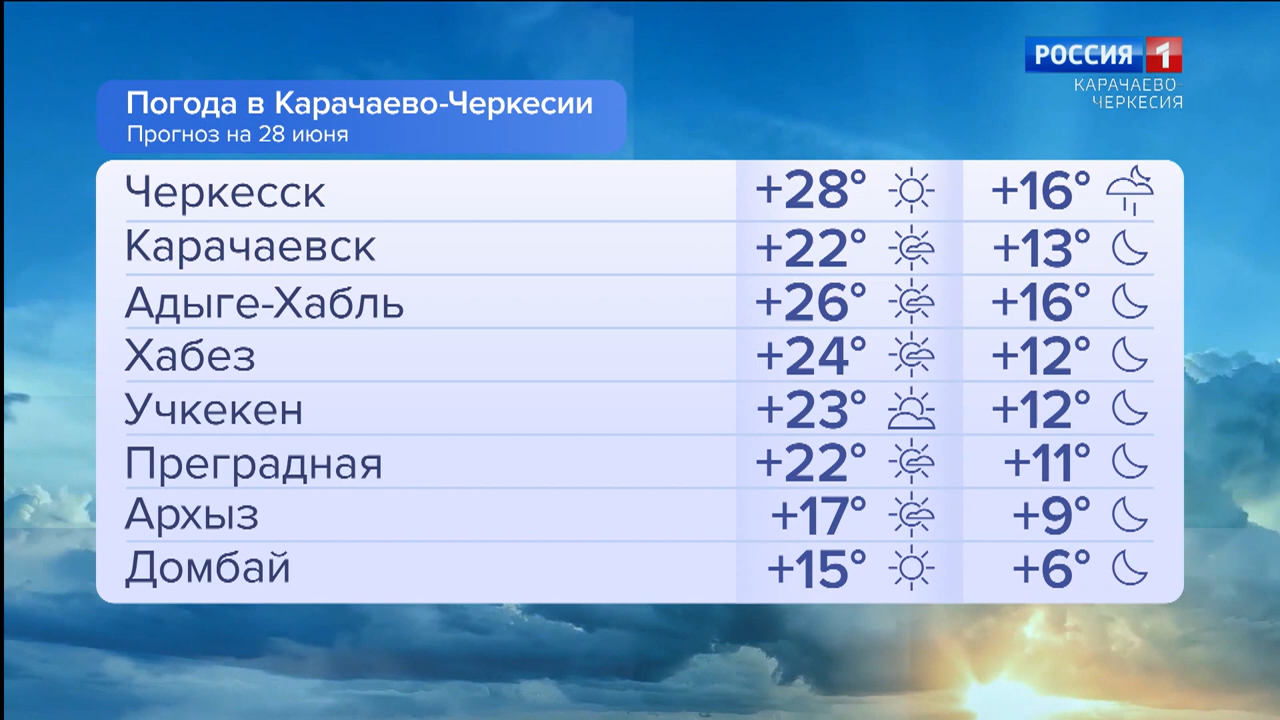 РОССИЯ 1
КАРАЧАЕВО-
ЧЕРКЕСИЯ
Погода в Карачаево-Черкесии
Прогноз на 28 июня
Черкесск +28° +16°
Карачаевск +22° +13°
Адыге-Хабль +26° +16°
Хабез +24° +12°
Учкекен +23° +12°
Преградная +22° +11°
Архыз +17° +9°
Домбай +15° +6°